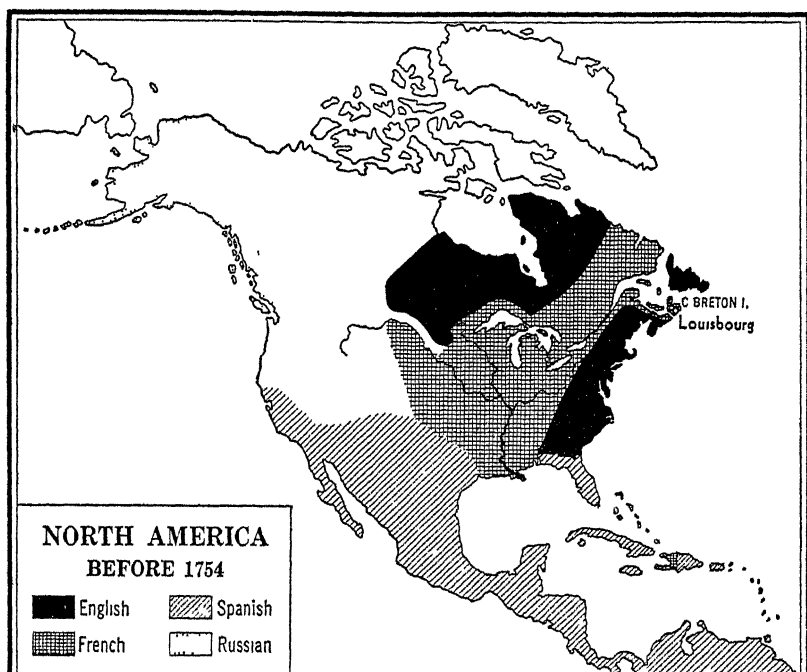 C BRETON I.
Louisbourg
NORTH AMERICA
BEFORE 1754
English
Spanish
French
Russian